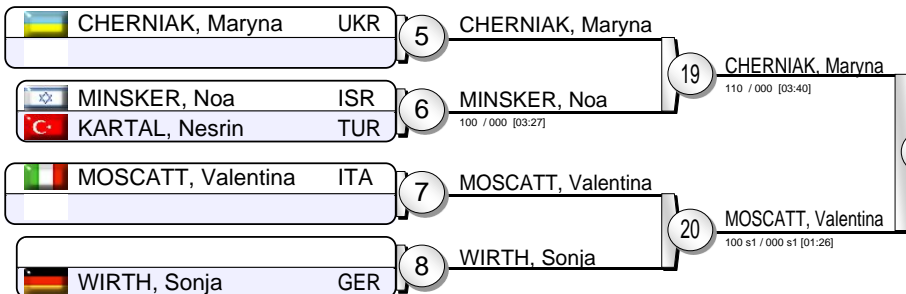 CHERNIAK, Maryna UKR
5
CHERNIAK, Maryna
MINSKER, Noa ISR
KARTAL, Nesrin TUR
6
MINSKER, Noa
100 / 000 [03:27]
19
CHERNIAK, Maryna
110 / 000 [03:40]
MOSCATT, Valentina ITA
7
MOSCATT, Valentina
WIRTH, Sonja GER
8
WIRTH, Sonja
20
MOSCATT, Valentina
100 s1 / 000 s1 [01:26]